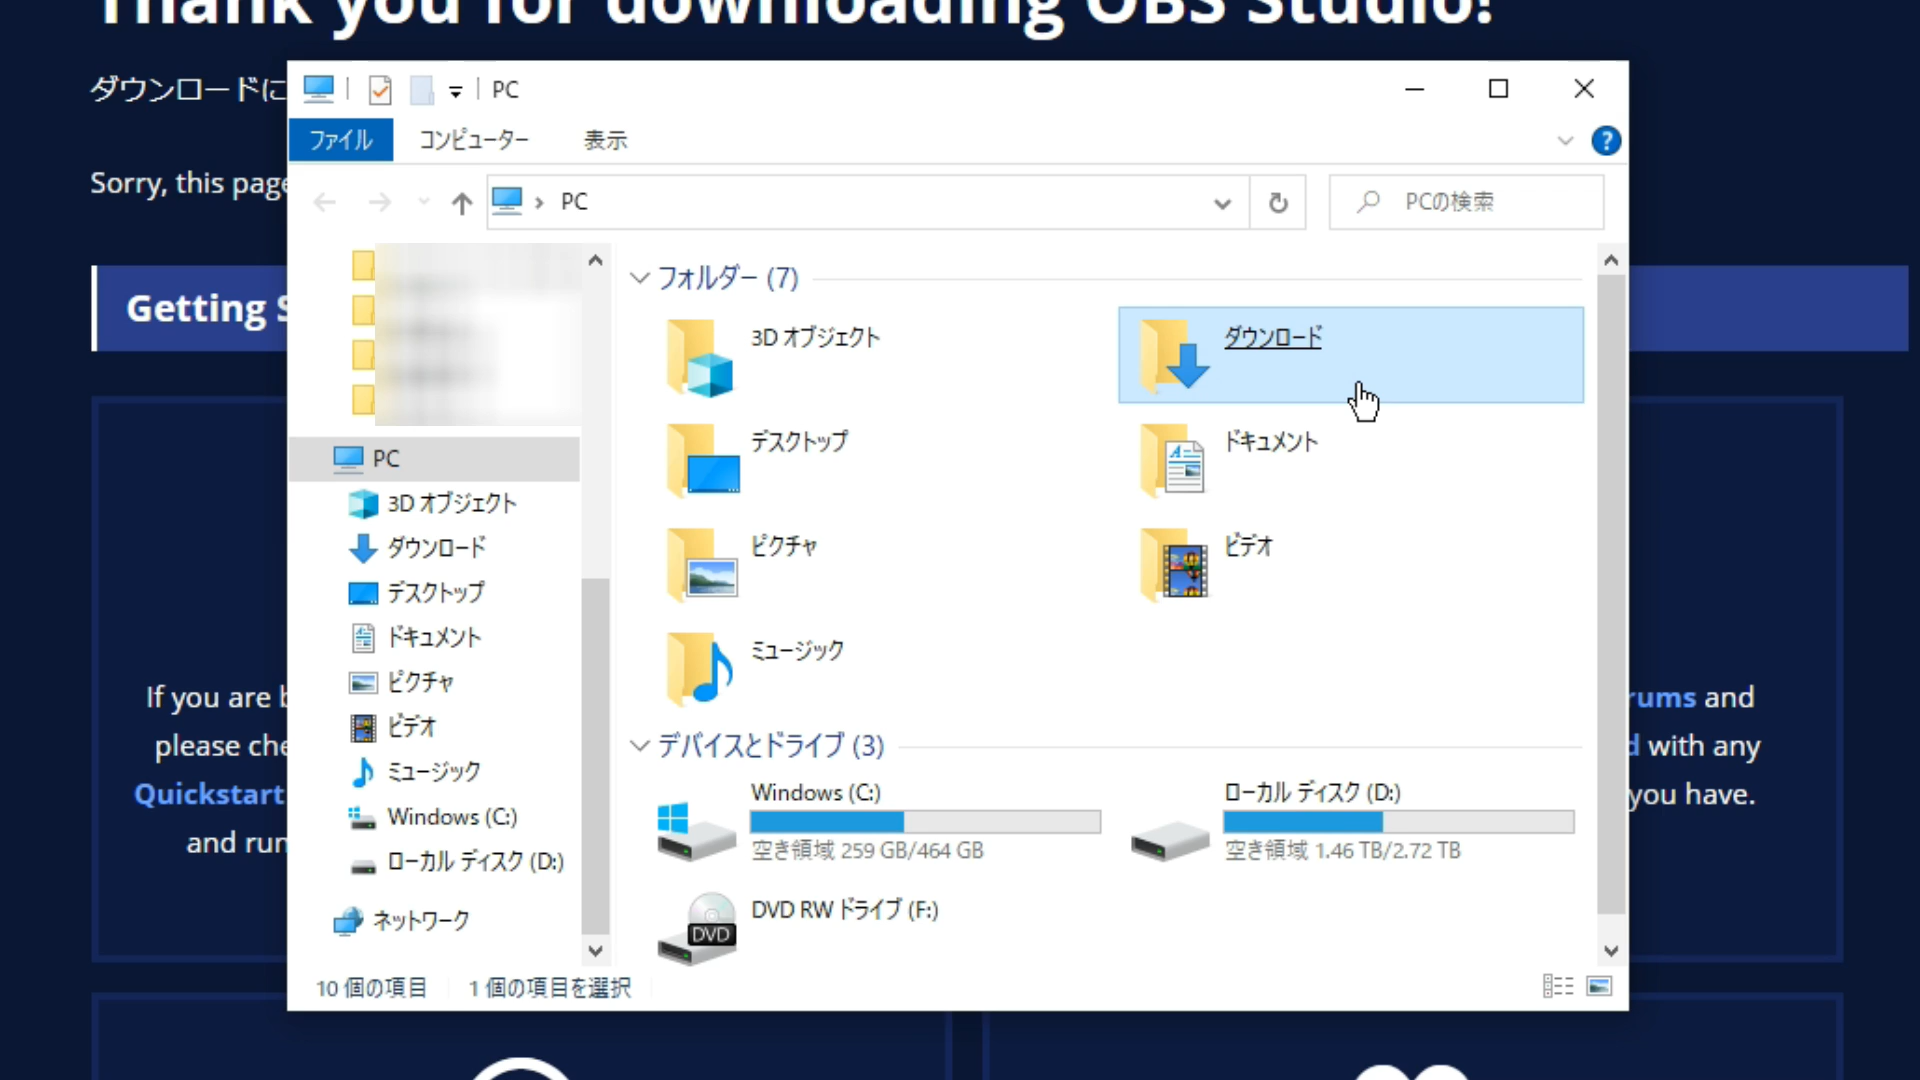 Thank you for downloading OBS Studio!
ダウンロードに
Sorry, this page
Getting S
If you are b
please che
Quickstart
and run
PC
ファイル コンピューター 表示
PC
PCの検索
PC
3D オブジェクト
ダウンロード
デスクトップ
ドキュメント
ピクチャ
ビデオ
ミュージック
Windows (C:)
ローカル ディスク (D:)
ネットワーク
フォルダー (7)
3D オブジェクト
ダウンロード
デスクトップ
ドキュメント
ピクチャ
ビデオ
ミュージック
デバイスとドライブ (3)
Windows (C:)
空き領域 259 GB/464 GB
ローカル ディスク (D:)
空き領域 1.46 TB/2.72 TB
DVD
DVD RW ドライブ (F:)
10 個の項目 1 個の項目を選択
rums and
d with any
you have.